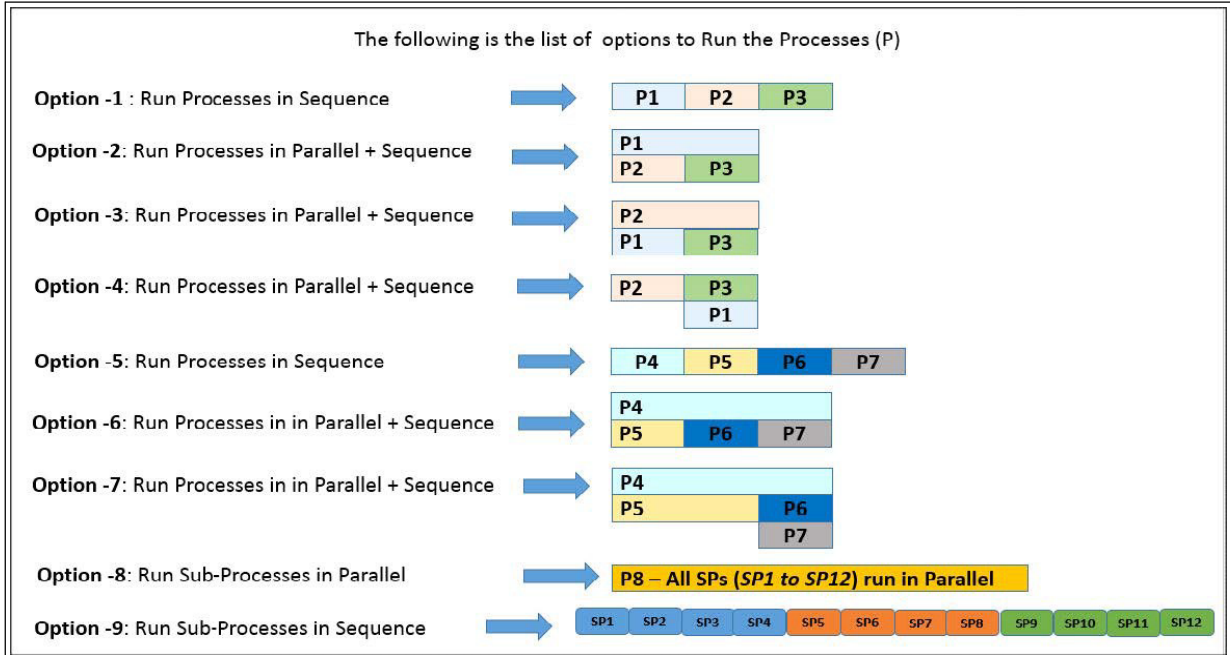 The following is the list of options to Run the Processes (P)
Option -1 : Run Processes in Sequence
P1 P2 P3
Option -2: Run Processes in Parallel + Sequence
P1
P2 P3
Option -3: Run Processes in Parallel + Sequence
P2
P1 P3
Option -4: Run Processes in Parallel + Sequence
P2 P3
P1
Option -5: Run Processes in Sequence
P4 P5 P6 P7
Option -6: Run Processes in in Parallel + Sequence
P4
P5 P6 P7
Option -7: Run Processes in in Parallel + Sequence
P4
P5 P6
P7
Option -8: Run Sub-Processes in Parallel
P8 – All SPs (SP1 to SP12) run in Parallel
Option -9: Run Sub-Processes in Sequence
SP1 SP2 SP3 SP4 SP5 SP6 SP7 SP8 SP9 SP10 SP11 SP12